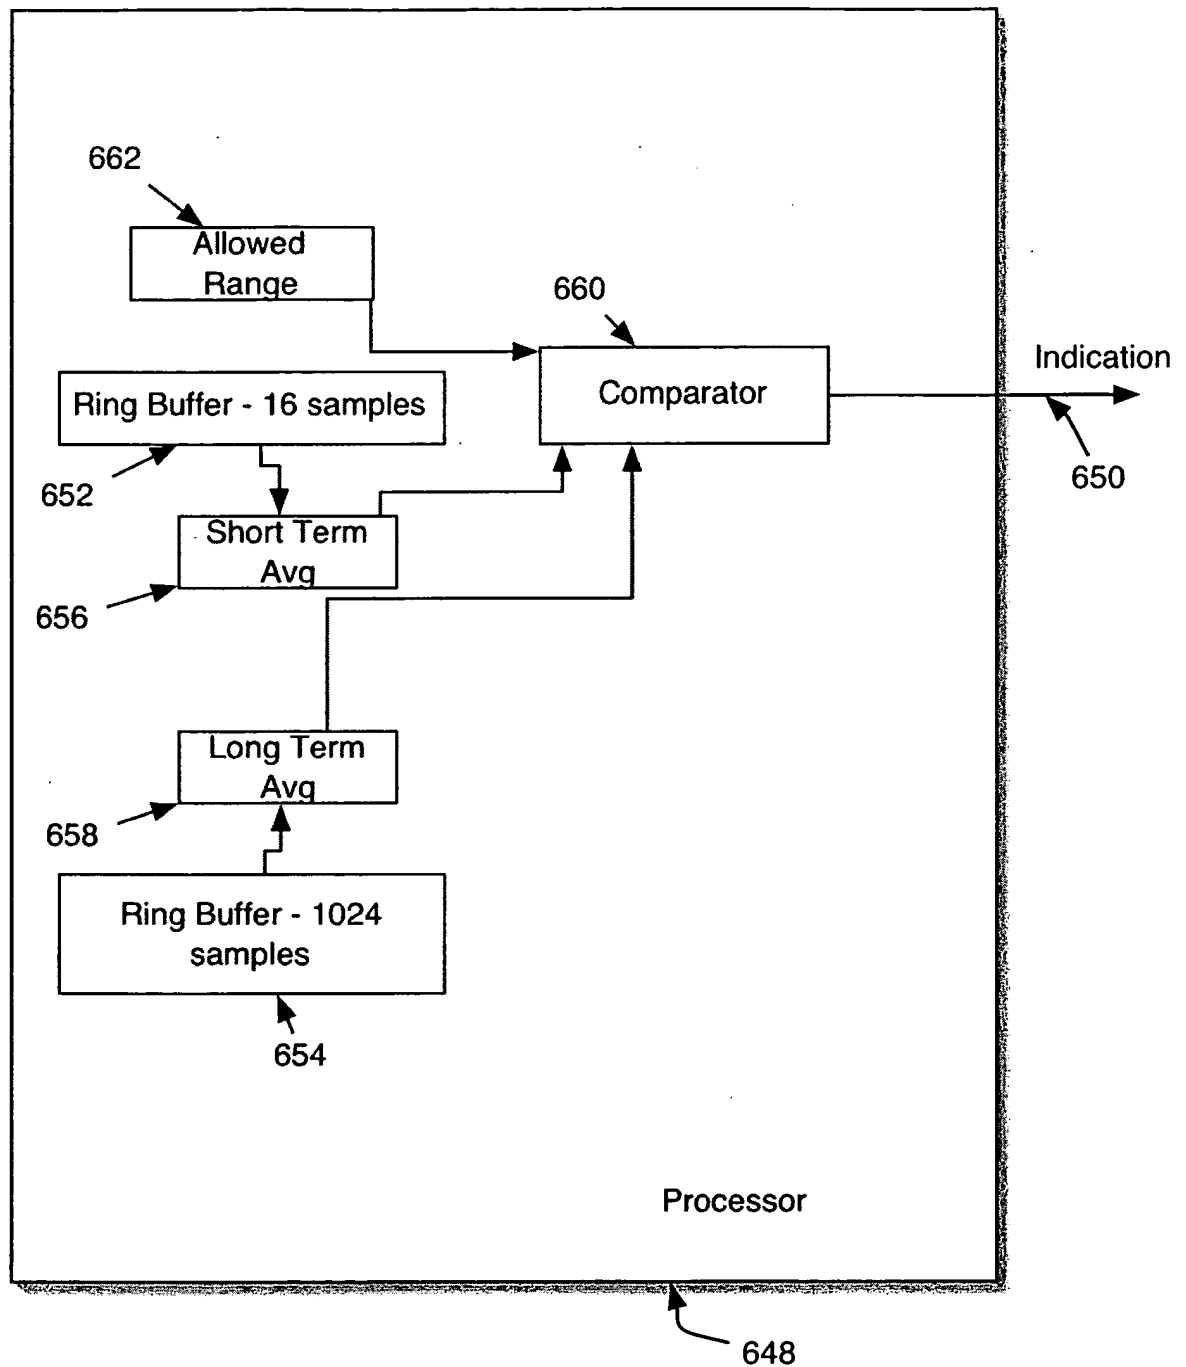 662
Allowed
Range
660
Indication
Comparator
Ring Buffer - 16 samples
650
652
Short Term
Avg
656
Long Term
Avg
658
Ring Buffer - 1024
samples
654
Processor
648